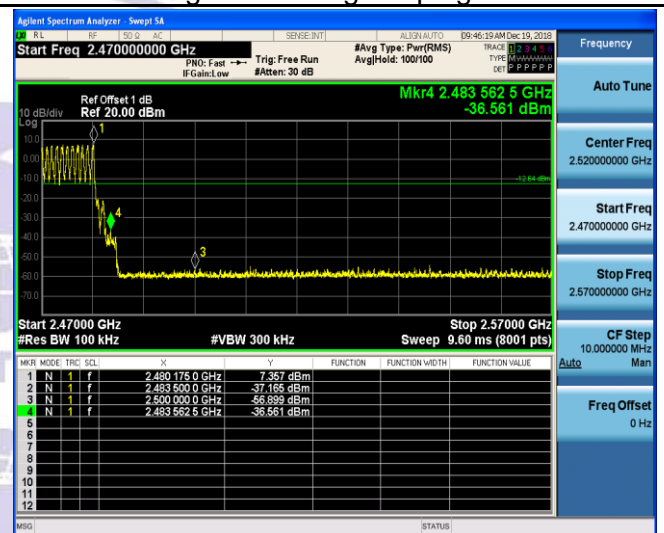 Agilent Spectrum Analyzer - Swept SA
RL RF 50 Ω AC SENSE:INT ALIGN AUTO 09:46:19 AM Dec 19, 2018
Start Freq 2.470000000 GHz
PNO: Fast
IFGain:Low
Trig: Free Run
#Atten: 30 dB
#Avg Type: Pwr(RMS)
Avg|Hold: 100/100
TRACE 1 2 3 4 5 6
TYPE
DET P P P P P P
Frequency
Auto Tune
Center Freq
2.520000000 GHz
Start Freq
2.470000000 GHz
Stop Freq
2.570000000 GHz
CF Step
10.000000 MHz
Auto Man
Freq Offset
0 Hz
Mkr4 2.483 562 5 GHz
-36.561 dBm
Ref Offset 1 dB
10 dB/div Ref 20.00 dBm
Log
10.0
0.00
-10.0
-20.0
-30.0
-40.0
-50.0
-60.0
-70.0
1
4
3
-12.64 dBm
Start 2.47000 GHz Stop 2.57000 GHz
#Res BW 100 kHz #VBW 300 kHz Sweep 9.60 ms (8001 pts)
MKR MODE TRC SCL X Y FUNCTION FUNCTION WIDTH FUNCTION VALUE
1 N 1 f 2.480 175 0 GHz 7.357 dBm
2 N 1 f 2.483 500 0 GHz -37.165 dBm
3 N 1 f 2.500 000 0 GHz -56.899 dBm
4 N 1 f 2.483 562 5 GHz -36.561 dBm
5
6
7
8
9
10
11
12
MSG STATUS